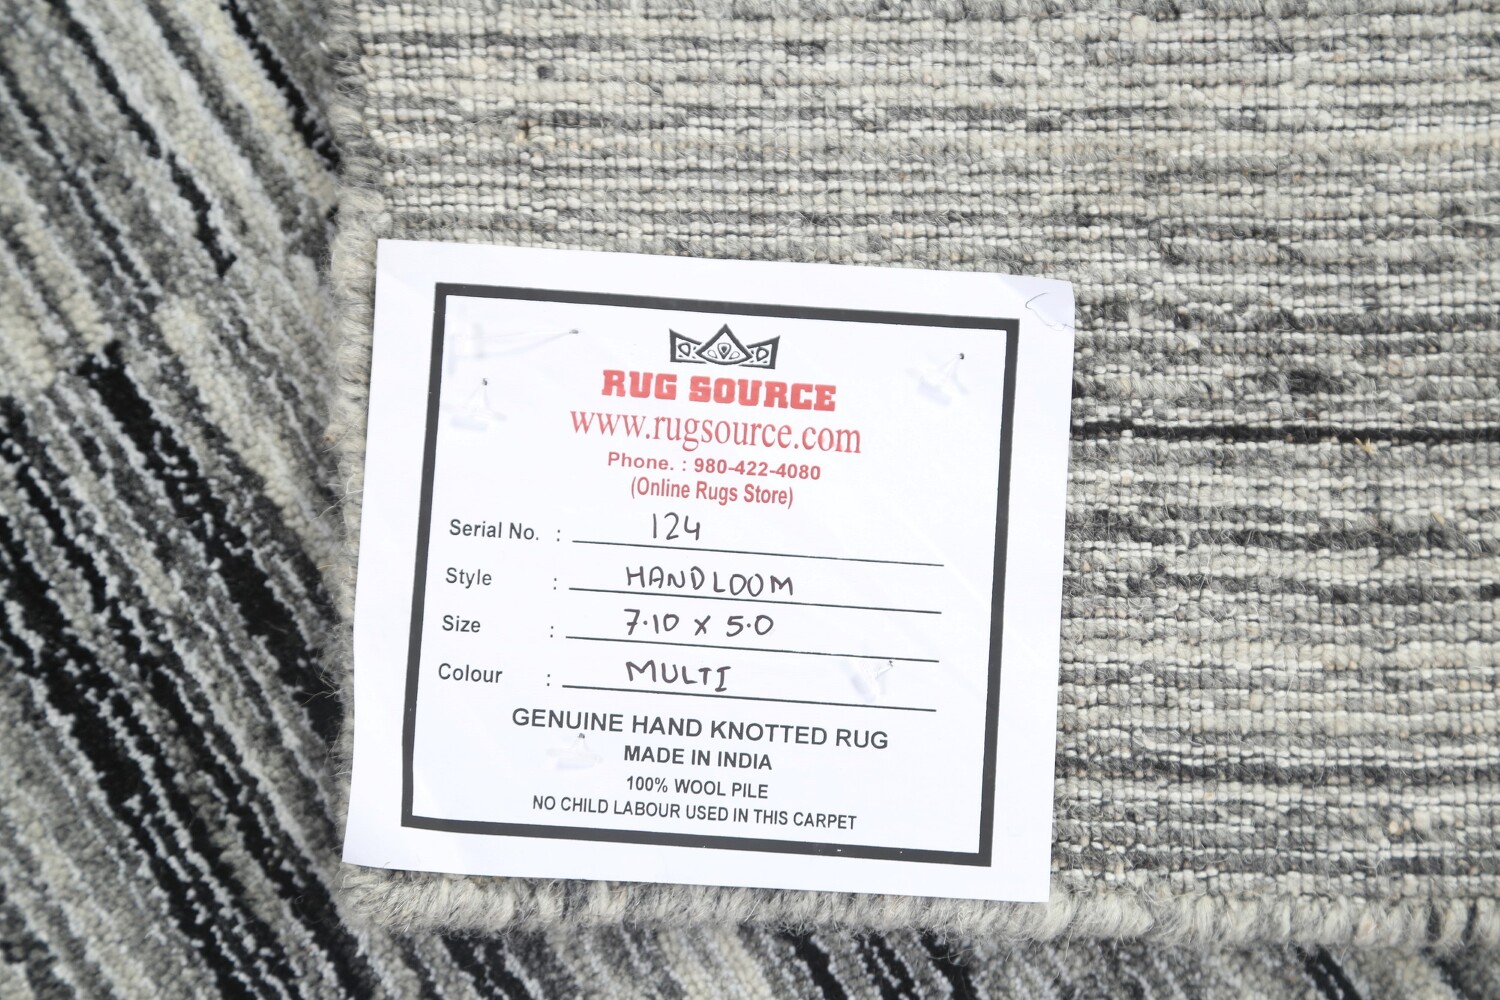 RUG SOURCE
www.rugsource.com
Phone. : 980-422-4080
(Online Rugs Store)
Serial No. : 124
Style : HANDLOOM
Size : 7.10 x 5.0
Colour : MULTI
GENUINE HAND KNOTTED RUG
MADE IN INDIA
100% WOOL PILE
NO CHILD LABOUR USED IN THIS CARPET